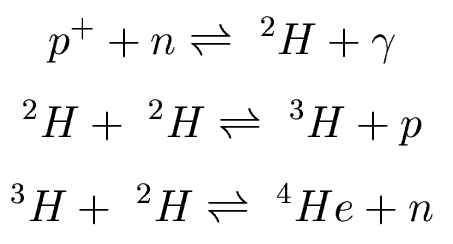 p⁺ + n ⇌ ²H + γ
²H + ²H ⇌ ³H + p
³H + ²H ⇌ ⁴He + n